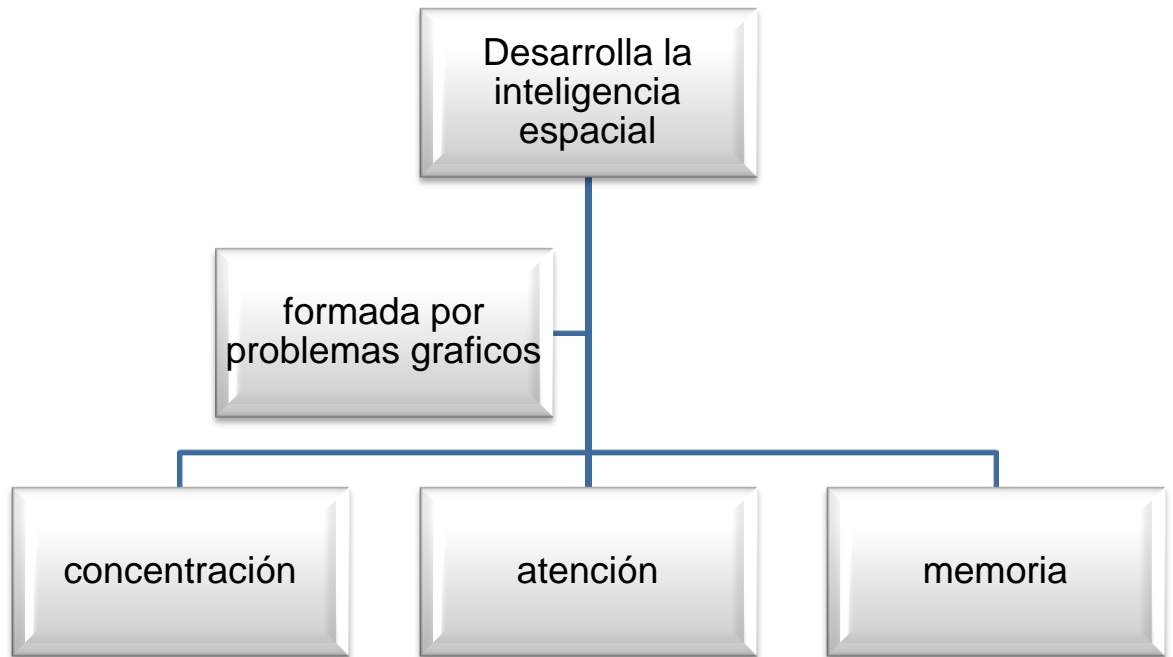 Desarrolla la
inteligencia
espacial
formada por
problemas graficos
concentración
atención
memoria